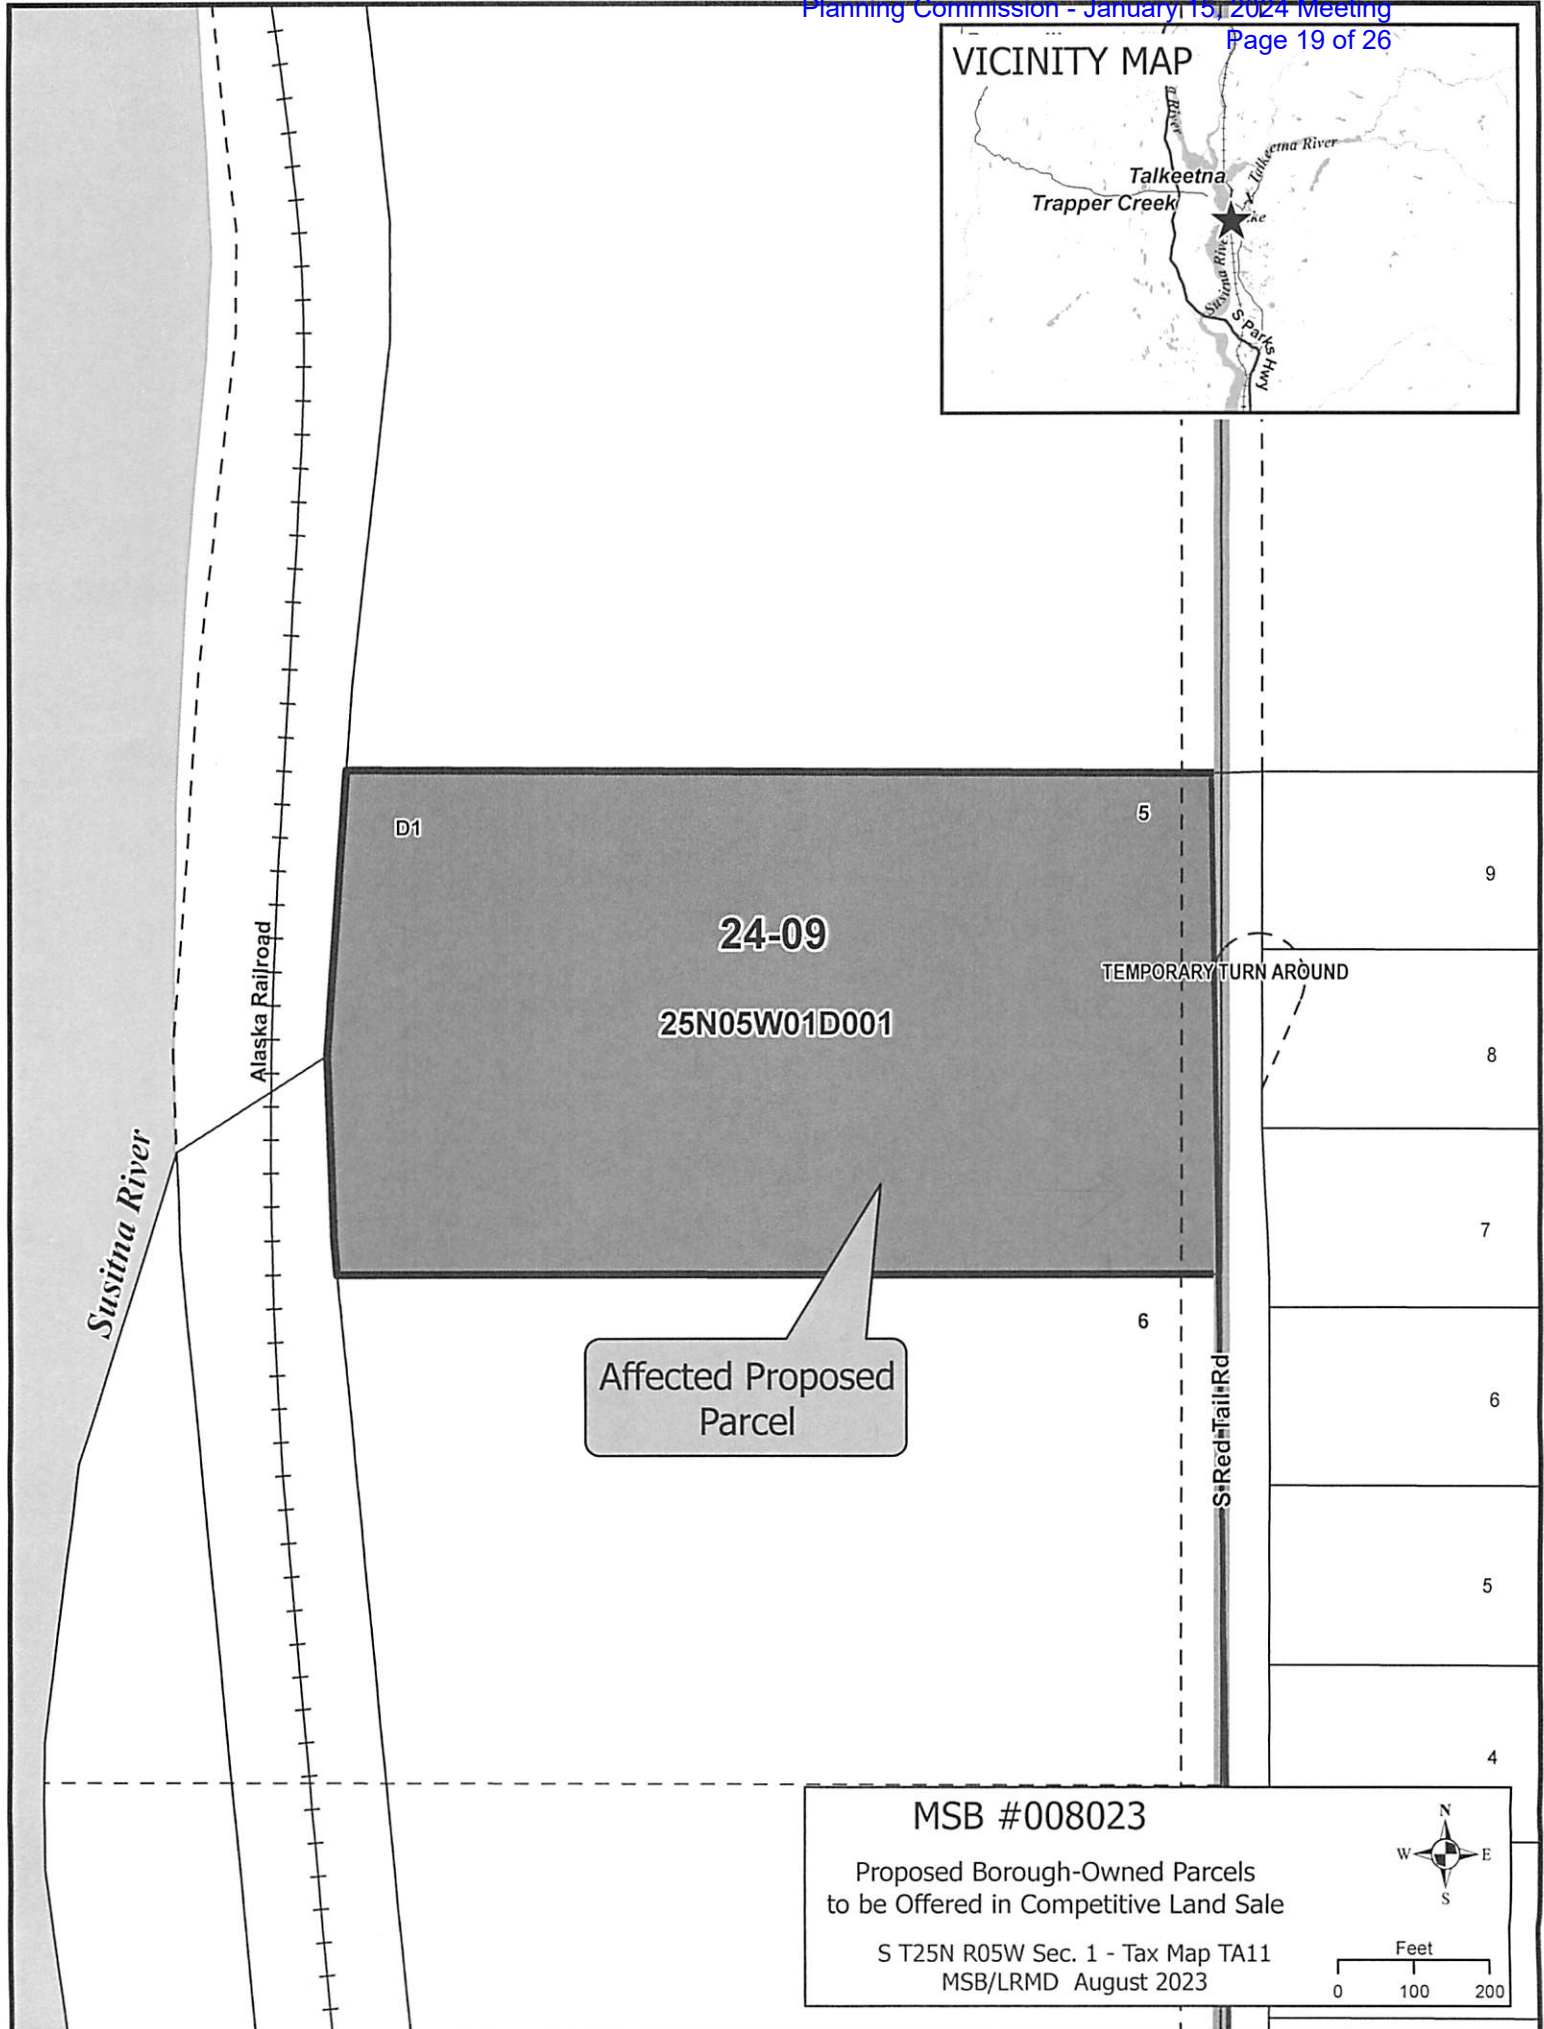 Planning Commission - January 15, 2024 Meeting
Page 19 of 26
VICINITY MAP
a River
Talkeetna River
Talkeetna
Trapper Creek
X
ke
Susitna Rive
S Parks Hwy
D1
5
24-09
25N05W01D001
TEMPORARY TURN AROUND
9
8
7
6
5
4
Alaska Railroad
Susitna River
6
Affected Proposed
Parcel
S Red Tail Rd
MSB #008023
Proposed Borough-Owned Parcels
to be Offered in Competitive Land Sale
S T25N R05W Sec. 1 - Tax Map TA11
MSB/LRMD August 2023
N
W E
S
Feet
0 100 200